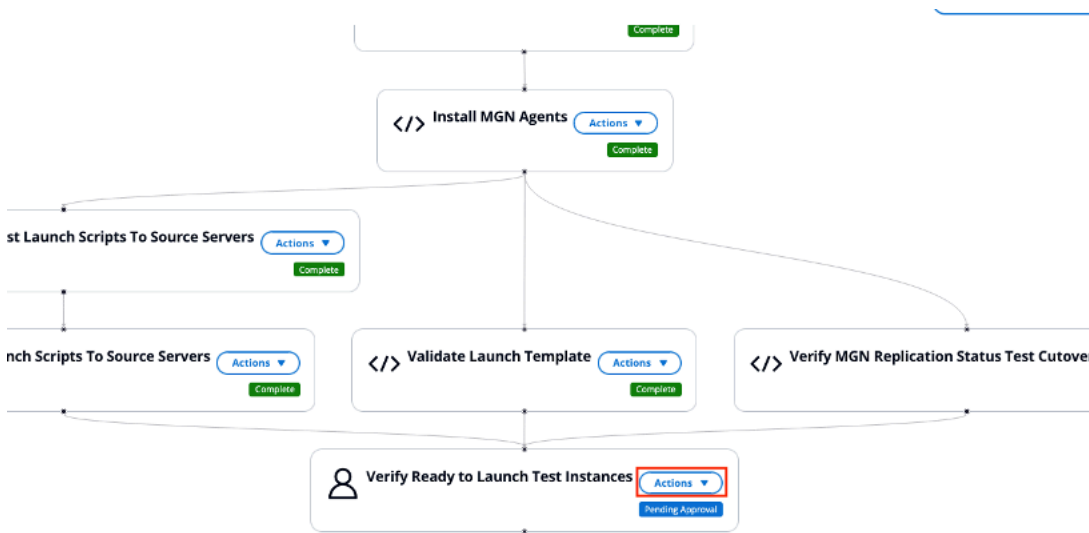 Complete
</> Install MGN Agents Actions ▼
Complete
st Launch Scripts To Source Servers Actions ▼
Complete
nch Scripts To Source Servers Actions ▼
Complete
</> Validate Launch Template Actions ▼
Complete
</> Verify MGN Replication Status Test Cutover
Verify Ready to Launch Test Instances Actions ▼
Pending Approval